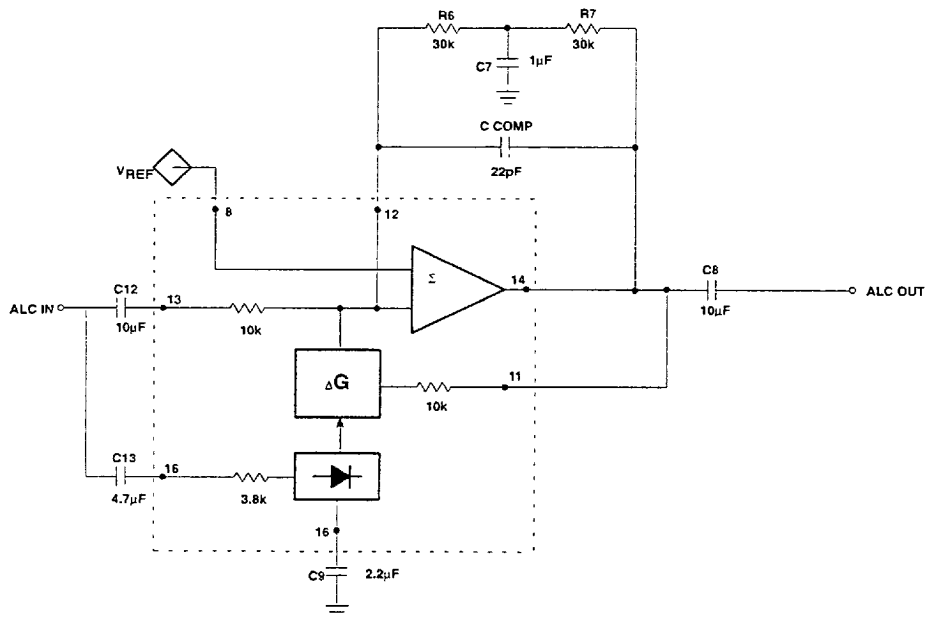 R6
30k
R7
30k
C7
1µF
C COMP
22pF
VREF
8
12
Σ
14
C8
10µF
ALC OUT
ALC IN
C12
10µF
13
10k
ΔG
11
10k
C13
4.7µF
16
3.8k
16
C9
2.2µF